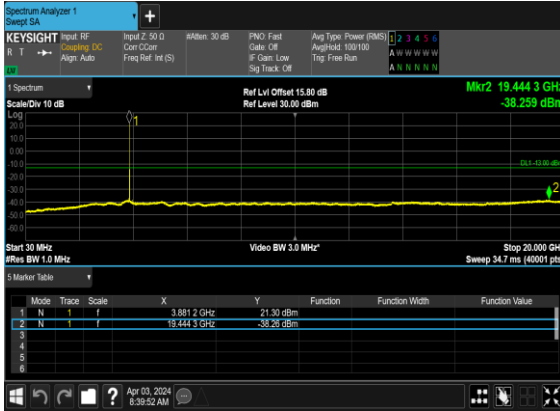 Spectrum Analyzer 1
Swept SA
+
KEYSIGHT Input: RF Input Z: 50 Ω #Atten: 30 dB PNO: Fast Avg Type: Power (RMS) 1 2 3 4 5 6
R T Coupling: DC Corr CCorr Gate: Off Avg|Hold: 100/100 A W W W W W
Align: Auto Freq Ref: Int (S) IF Gain: Low Trig: Free Run
Sig Track: Off A N N N N N
1 Spectrum Ref Lvl Offset 15.80 dB Mkr2 19.444 3 GHz
Scale/Div 10 dB Ref Level 30.00 dBm -38.259 dBm
Log
20.0
10.0
0.00
-10.0
-20.0
-30.0
-40.0
-50.0
-60.0
1
DL1 -13.00 dBm
2
Start 30 MHz Video BW 3.0 MHz* Stop 20.000 GH
#Res BW 1.0 MHz Sweep 34.7 ms (40001 pts
5 Marker Table
Mode Trace Scale X Y Function Function Width Function Value
1 N 1 f 3.881 2 GHz 21.30 dBm
2 N 1 f 19.444 3 GHz -38.26 dBm
3
4
5
6
? Apr 03, 2024
8:39:52 AM